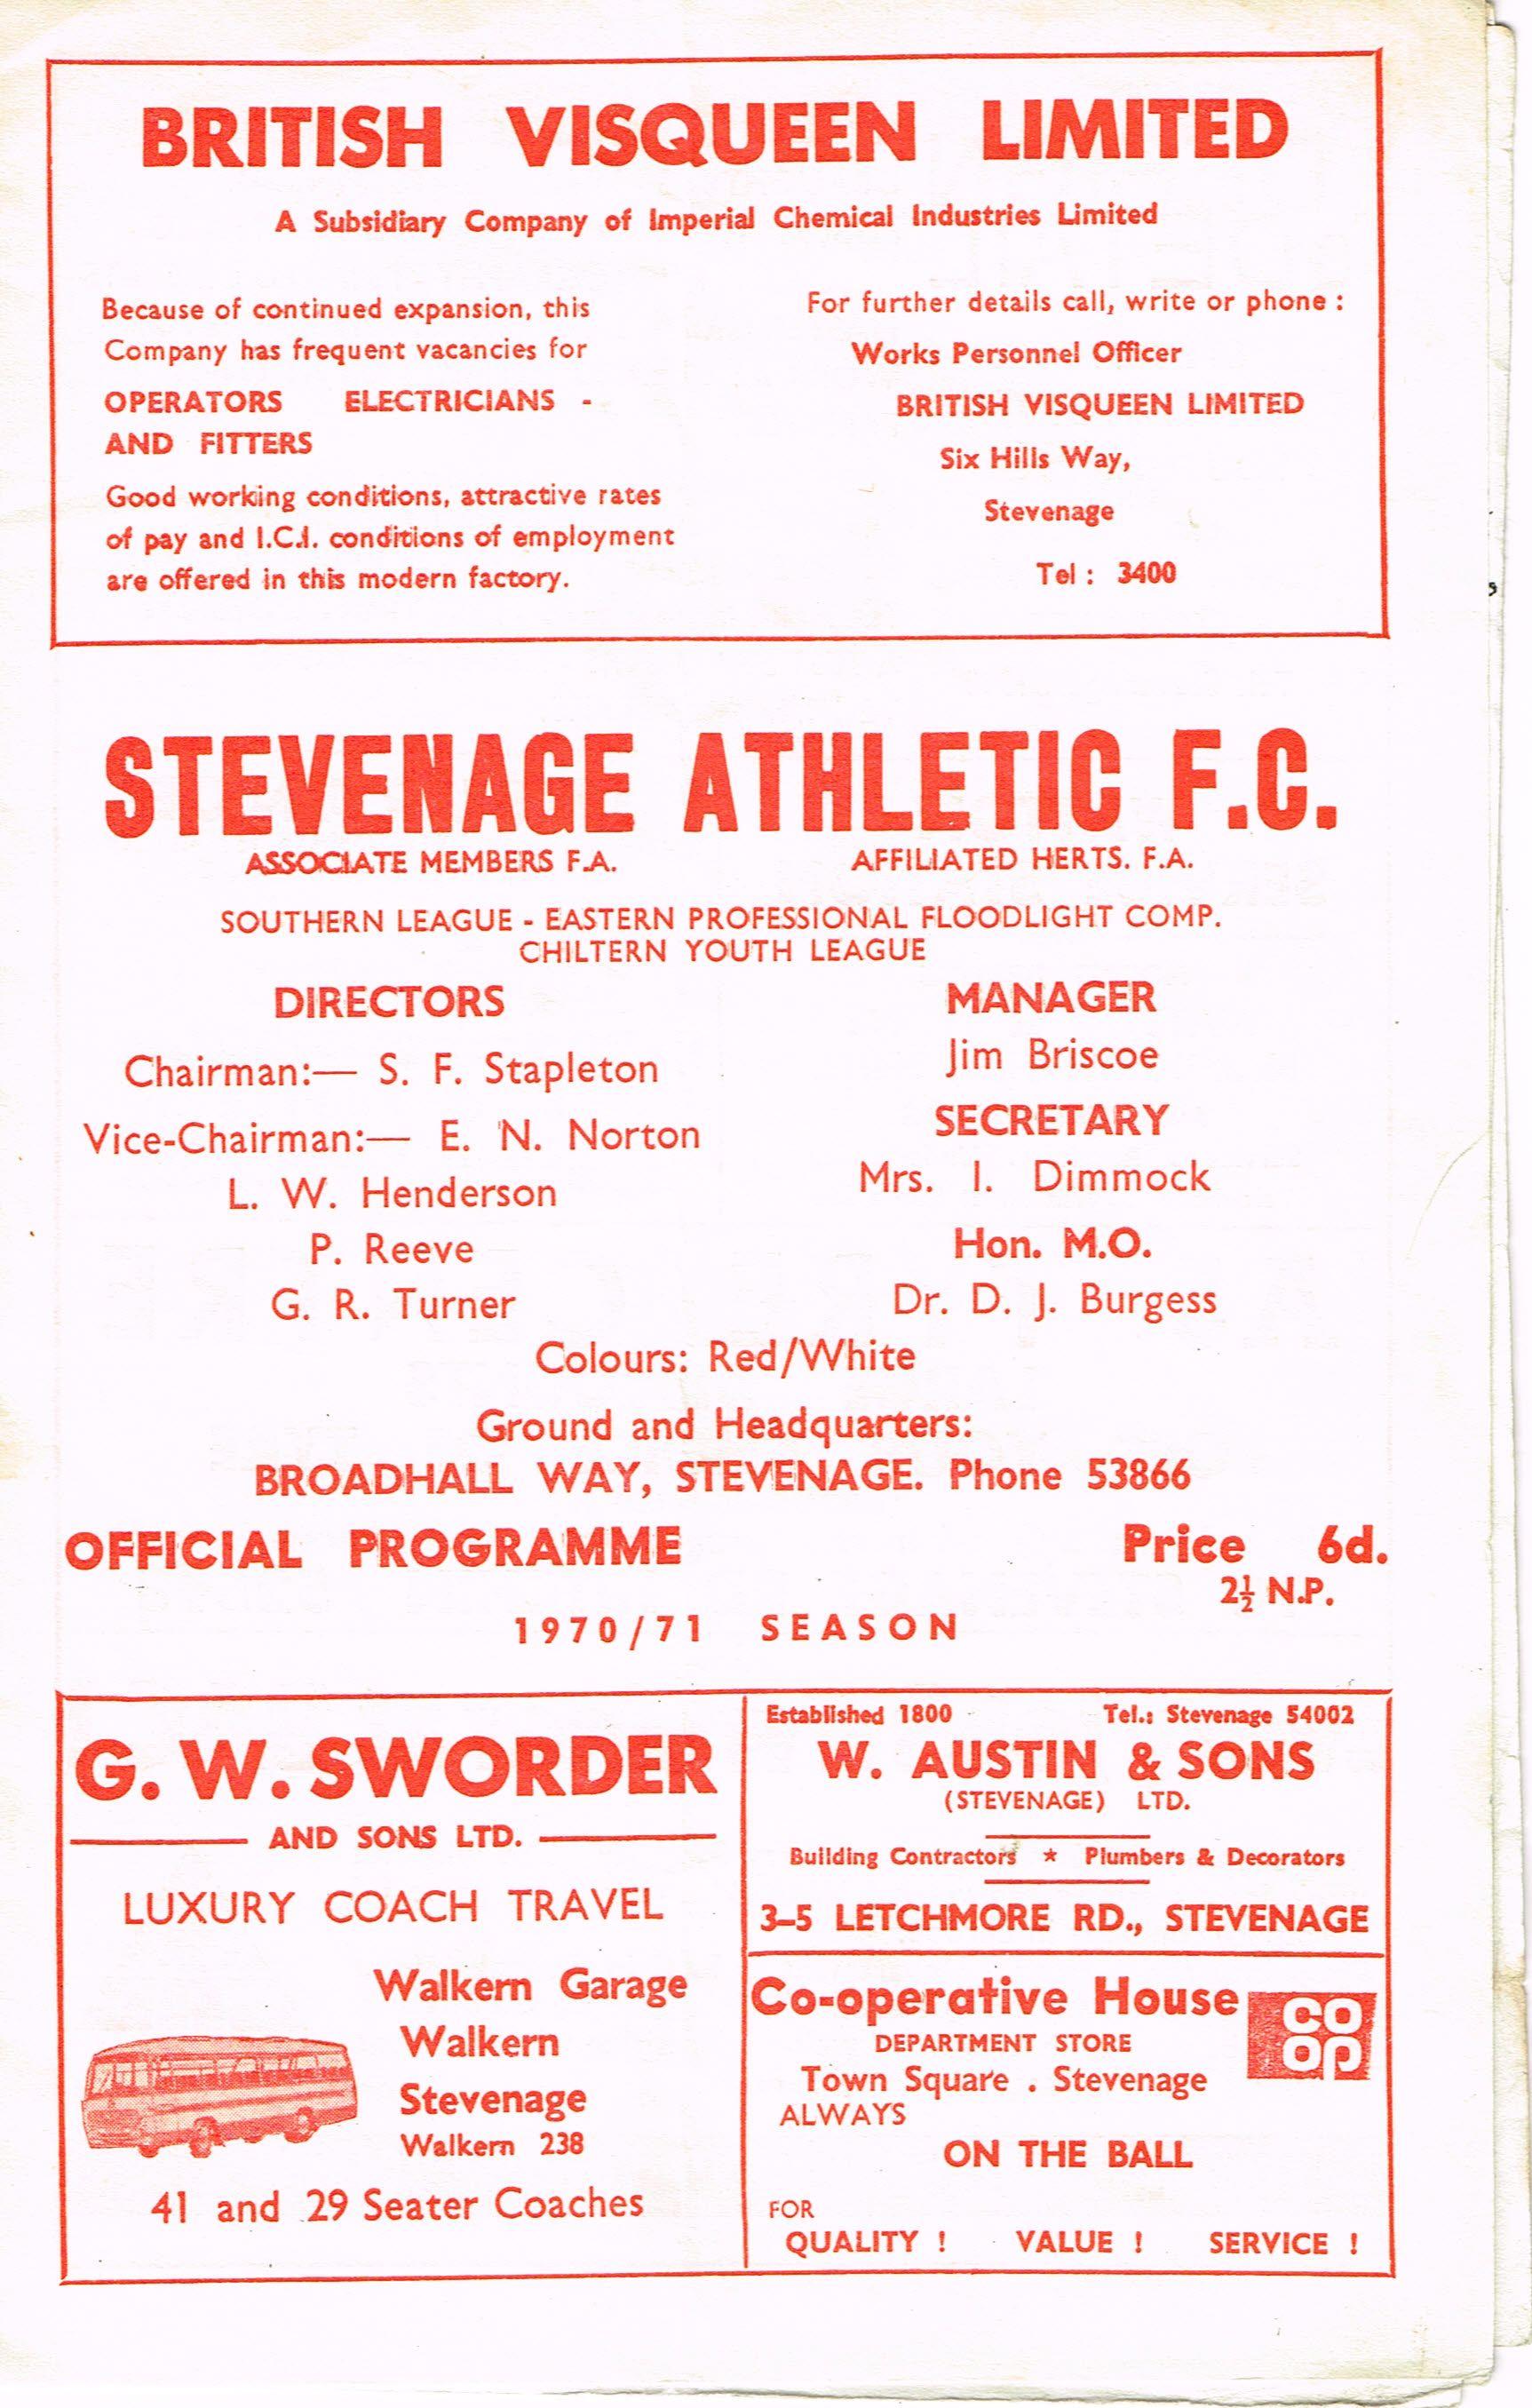 BRITISH VISQUEEN LIMITED
A Subsidiary Company of Imperial Chemical Industries Limited
Because of continued expansion, this
Company has frequent vacancies for
OPERATORS ELECTRICIANS -
AND FITTERS
Good working conditions, attractive rates
of pay and I.C.I. conditions of employment
are offered in this modern factory.
For further details call, write or phone :
Works Personnel Officer
BRITISH VISQUEEN LIMITED
Six Hills Way,
Stevenage
Tel : 3400
STEVENAGE ATHLETIC F.C.
ASSOCIATE MEMBERS F.A. AFFILIATED HERTS. F.A.
SOUTHERN LEAGUE - EASTERN PROFESSIONAL FLOODLIGHT COMP.
CHILTERN YOUTH LEAGUE
DIRECTORS
Chairman:— S. F. Stapleton
Vice-Chairman:— E. N. Norton
L. W. Henderson
P. Reeve
G. R. Turner
MANAGER
Jim Briscoe
SECRETARY
Mrs. I. Dimmock
Hon. M.O.
Dr. D. J. Burgess
Colours: Red/White
Ground and Headquarters:
BROADHALL WAY, STEVENAGE. Phone 53866
OFFICIAL PROGRAMME Price 6d.
2½ N.P.
1970/71 SEASON
G. W. SWORDER
AND SONS LTD.
LUXURY COACH TRAVEL
Walkern Garage
Walkern
Stevenage
Walkern 238
41 and 29 Seater Coaches
Established 1800 Tel.: Stevenage 54002
W. AUSTIN & SONS
(STEVENAGE) LTD.
Building Contractors * Plumbers & Decorators
3-5 LETCHMORE RD., STEVENAGE
Co-operative House
CO
OP
DEPARTMENT STORE
Town Square . Stevenage
ALWAYS
ON THE BALL
FOR
QUALITY ! VALUE ! SERVICE !